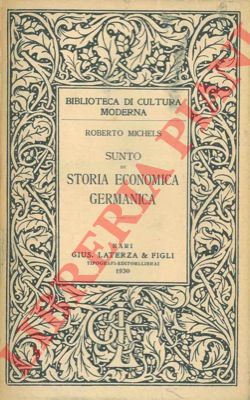 BIBLIOTECA DI CULTURA
MODERNA
ROBERTO MICHELS
SUNTO
DI
STORIA ECONOMICA
GERMANICA
BARI
GIUS. LATERZA & FIGLI
TIPOGRAFI-EDITORI-LIBRAI
1930
LIBRERIA PIANI